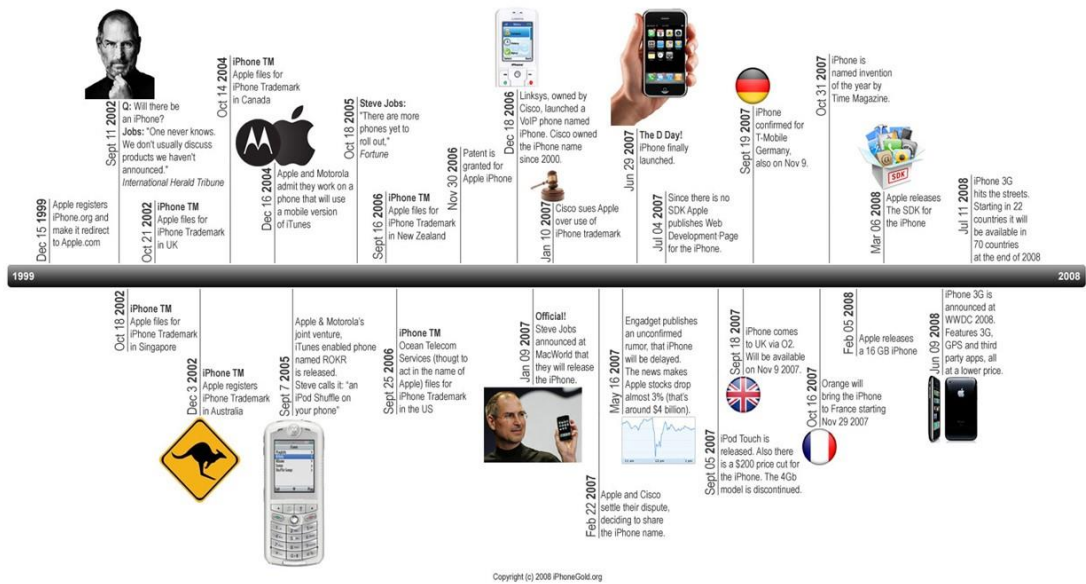 Dec 15 1999
Apple registers
iPhone.org and
make it redirect
to Apple.com
Sept 11 2002
Q: Will there be
an iPhone?
Jobs: "One never knows.
We don't usually discuss
products we haven't
announced."
International Herald Tribune
Oct 21 2002
iPhone TM
Apple files for
iPhone Trademark
in UK
Oct 14 2004
iPhone TM
Apple files for
iPhone Trademark
in Canada
Dec 16 2004
Apple and Motorola
admit they work on a
phone that will use
a mobile version
of iTunes
Oct 18 2005
Steve Jobs:
"There are more
phones yet to
roll out,"
Fortune
Sept 16 2006
iPhone TM
Apple files for
iPhone Trademark
in New Zealand
Nov 30 2006
Patent is
granted for
Apple iPhone
Dec 18 2006
Linksys, owned by
Cisco, launched a
VoIP phone named
iPhone. Cisco owned
the iPhone name
since 2000.
Jan 10 2007
Cisco sues Apple
over use of
iPhone trademark
Jun 29 2007
The D Day!
iPhone finally
launched.
Jul 04 2007
Since there is no
SDK Apple
publishes Web
Development Page
for the iPhone.
Sept 19 2007
iPhone
confirmed for
T-Mobile
Germany,
also on Nov 9.
Oct 31 2007
iPhone is
named invention
of the year by
Time Magazine.
SDK
Mar 06 2008
Apple releases
The SDK for
the iPhone
Jul 11 2008
iPhone 3G
hits the streets.
Starting in 22
countries it will
be available in
70 countries
at the end of 2008
1999
2008
Oct 18 2002
iPhone TM
Apple files for
iPhone Trademark
in Singapore
Dec 3 2002
iPhone TM
Apple registers
iPhone Trademark
in Australia
Sept 7 2005
Apple & Motorola's
joint venture,
iTunes enabled phone
named ROKR
is released.
Steve calls it: "an
iPod Shuffle on
your phone"
Sept 25 2006
iPhone TM
Ocean Telecom
Services (thougt to
act in the name of
Apple) files for
iPhone Trademark
in the US
Jan 09 2007
Official!
Steve Jobs
announced at
MacWorld that
they will release
the iPhone.
Feb 22 2007
Apple and Cisco
settle their dispute,
deciding to share
the iPhone name.
May 16 2007
Engadget publishes
an unconfirmed
rumor, that iPhone
will be delayed.
The news makes
Apple stocks drop
almost 3% (that's
around $4 billion).
Sept 05 2007
iPod Touch is
released. Also there
is a $200 price cut for
the iPhone. The 4Gb
model is discontinued.
Sept 18 2007
iPhone comes
to UK via O2.
Will be available
on Nov 9 2007.
Oct 16 2007
Orange will
bring the iPhone
to France starting
Nov 29 2007
Feb 05 2008
Apple releases
a 16 GB iPhone
Jun 09 2008
iPhone 3G is
announced at
WWDC 2008.
Features 3G,
GPS and third
party apps, all
at a lower price.
Copyright (c) 2008 iPhoneGold.org